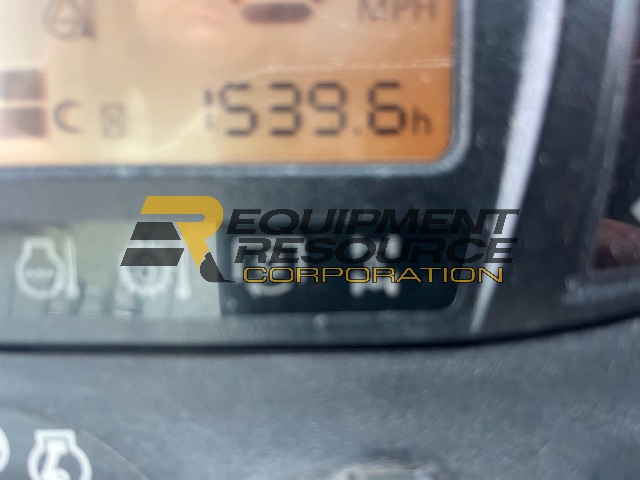 MPH
C 1539.6h
EQUIPMENT
RESOURCE
CORPORATION